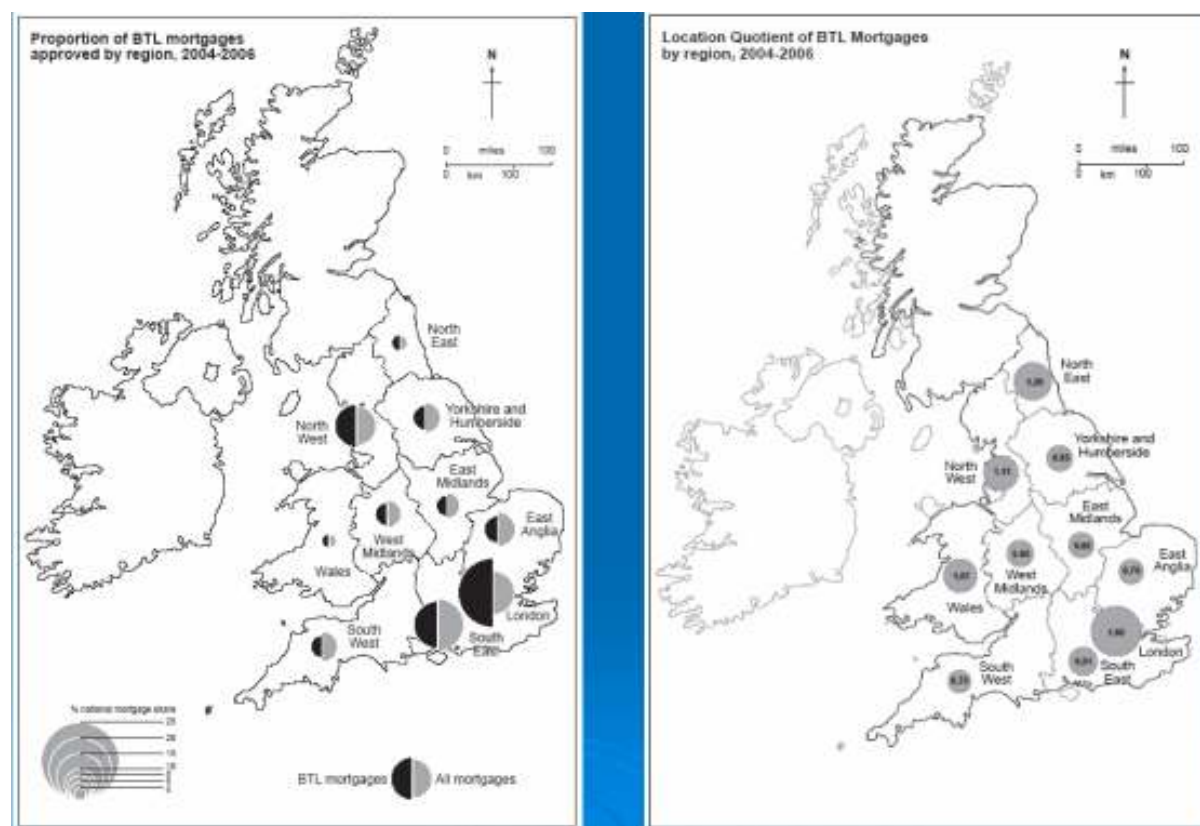 Proportion of BTL mortgages
approved by region, 2004-2006
N
0 miles 100
0 km 100
North
East
North
West
Yorkshire and
Humberside
East
Midlands
East
Anglia
West
Midlands
Wales
London
South
East
South
West
% national mortgage share
25
20
15
10
BTL mortgages
All mortgages
Location Quotient of BTL Mortgages
by region, 2004-2006
N
0 miles 100
0 km 100
North
East
Yorkshire and
Humberside
North
West
1.11
East
Midlands
East
Anglia
West
Midlands
Wales
London
South
East
South
West